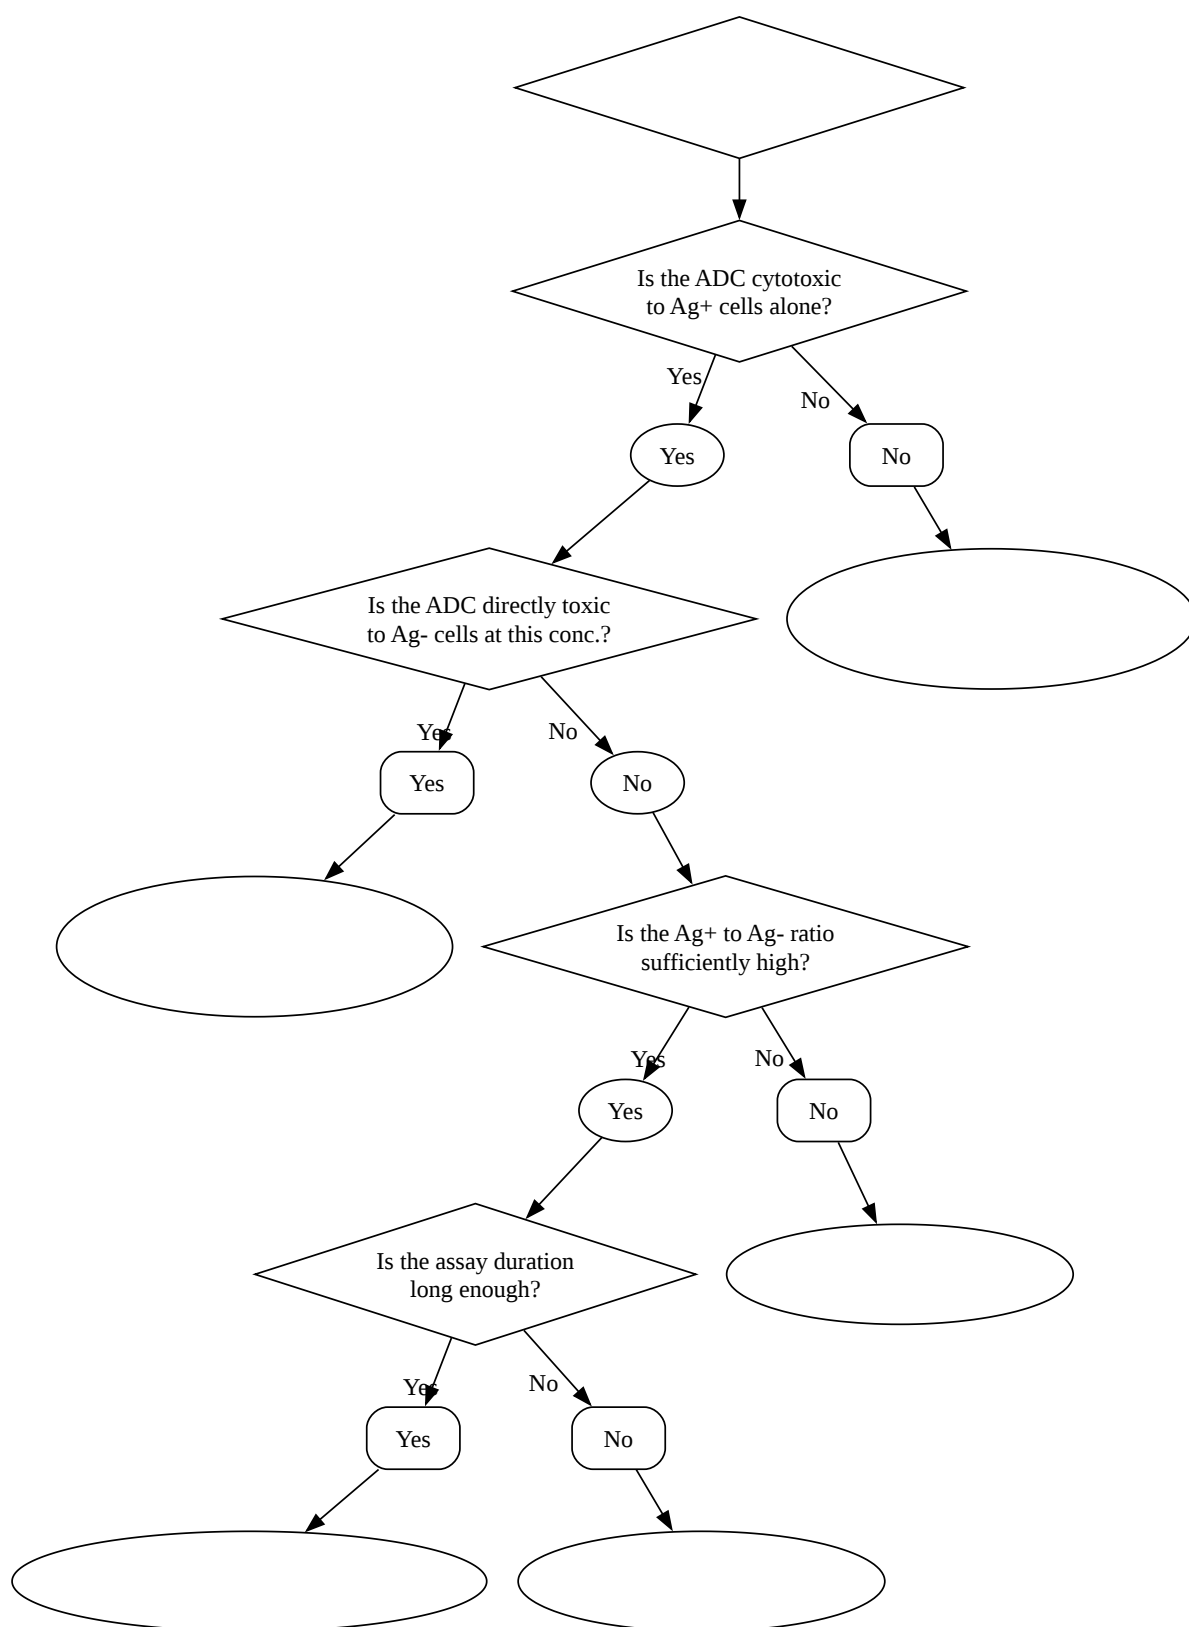 Is the ADC cytotoxic
to Ag+ cells alone?
Yes
No
Yes
No
Is the ADC directly toxic
to Ag- cells at this conc.?
Yes
No
Yes
No
Is the Ag+ to Ag- ratio
sufficiently high?
Yes
No
Yes
No
Is the assay duration
long enough?
Yes
No
Yes
No